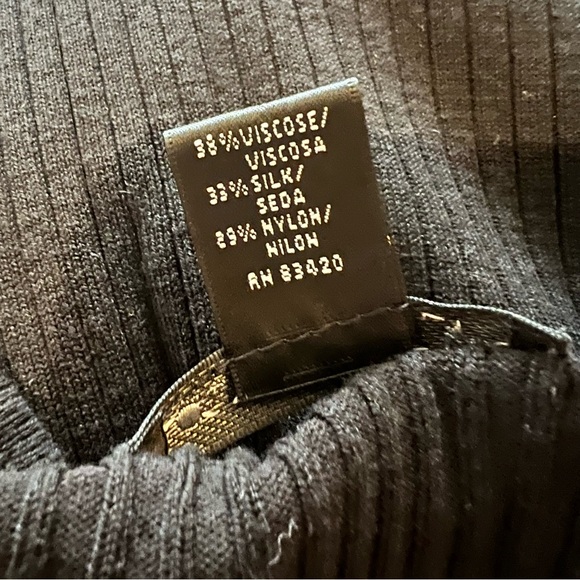 38% VISCOSE/
VISCOSA
33% SILK/
SEDA
29% NYLON/
NILON
RN 83420